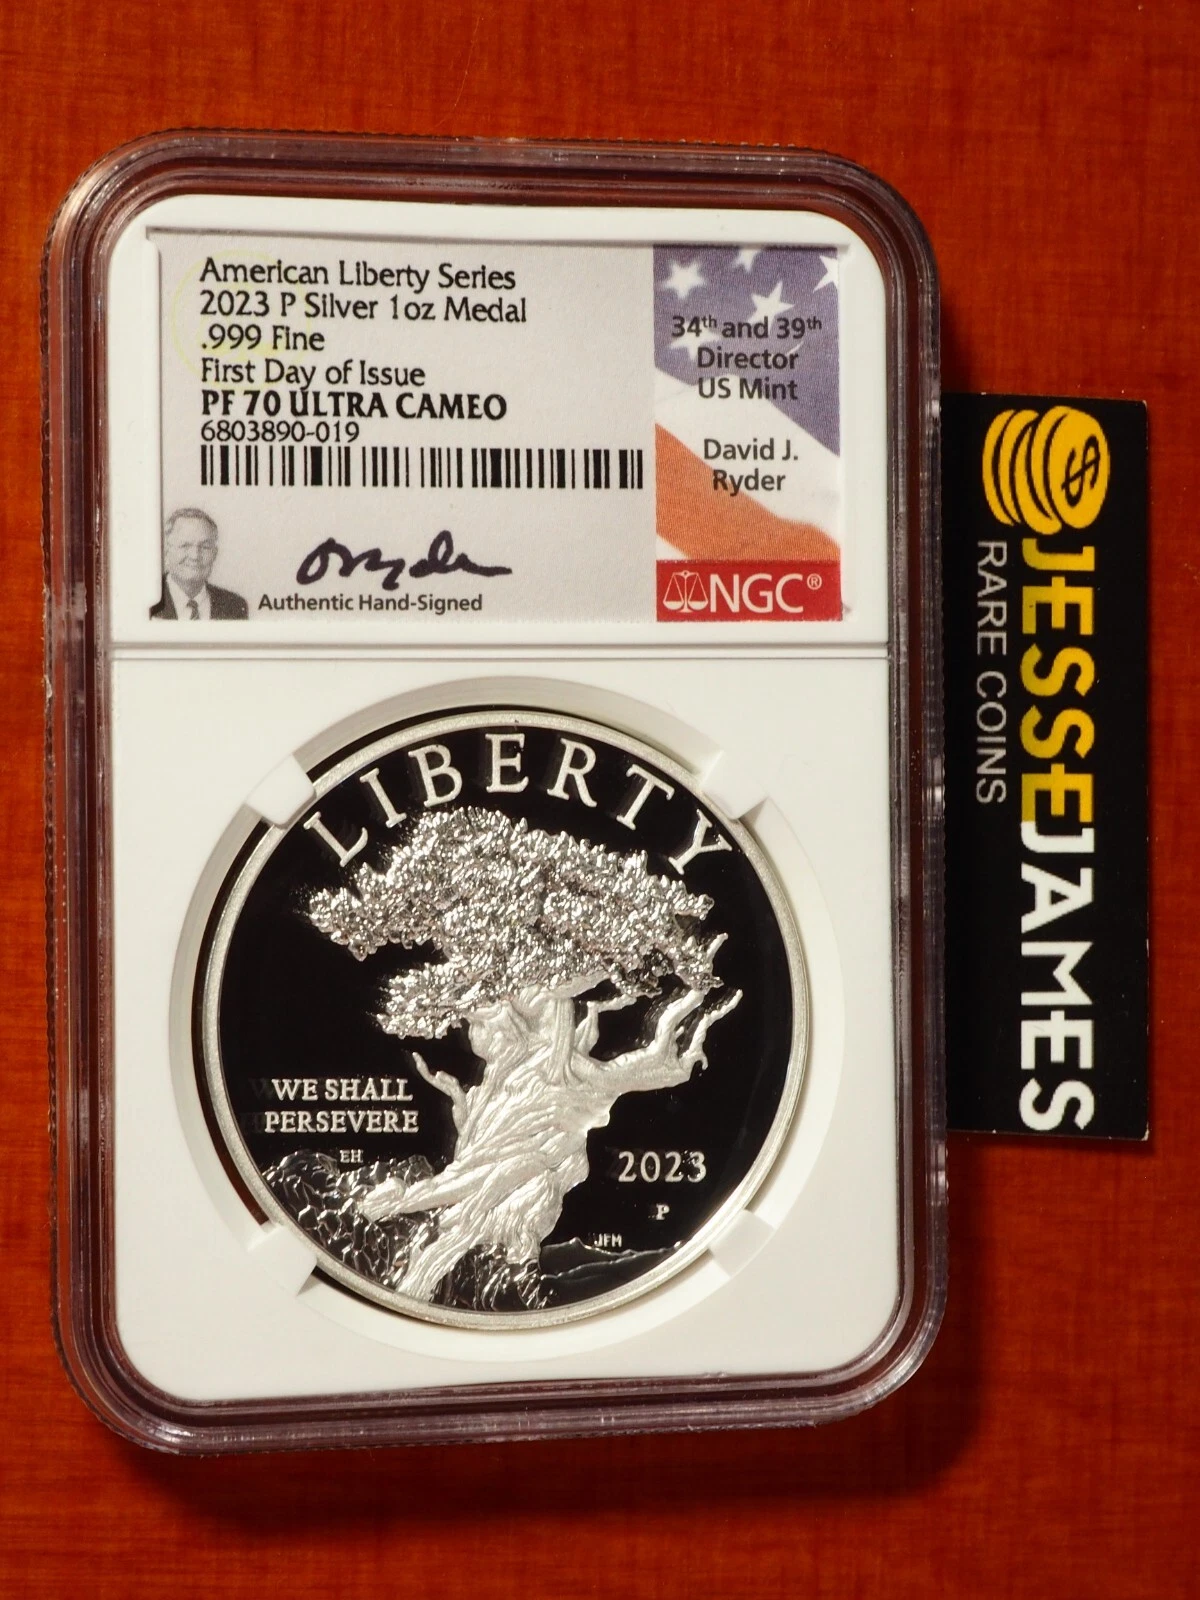 American Liberty Series
2023 P Silver 1oz Medal
.999 Fine
First Day of Issue
PF 70 ULTRA CAMEO
6803890-019
Authentic Hand-Signed
34th and 39th
Director
US Mint
David J.
Ryder
NGC®
LIBERTY
WE SHALL
PERSEVERE
EH
2023
P
JFM
$
JESSE JAMES
RARE COINS